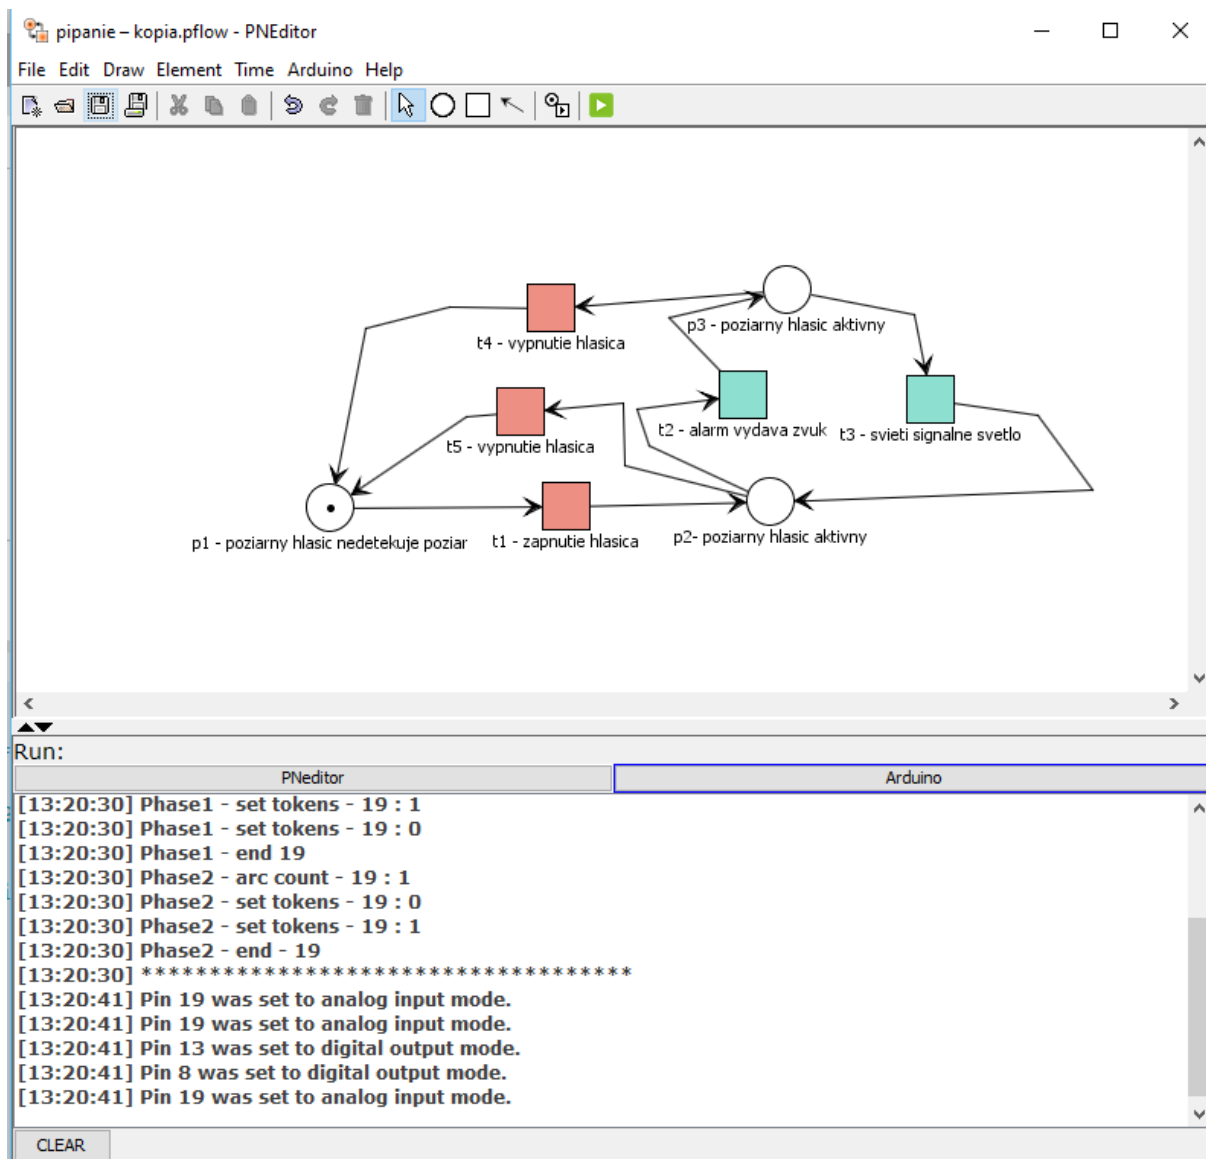 pipanie – kopia.pflow - PNEditor
File Edit Draw Element Time Arduino Help
p3 - poziarny hlasic aktivny
t4 - vypnutie hlasica
t2 - alarm vydava zvuk
t3 - svieti signalne svetlo
t5 - vypnutie hlasica
p1 - poziarny hlasic nedetekuje poziar
t1 - zapnutie hlasica
p2- poziarny hlasic aktivny
Run:
PNeditor
Arduino
[13:20:30] Phase1 - set tokens - 19 : 1
[13:20:30] Phase1 - set tokens - 19 : 0
[13:20:30] Phase1 - end 19
[13:20:30] Phase2 - arc count - 19 : 1
[13:20:30] Phase2 - set tokens - 19 : 0
[13:20:30] Phase2 - set tokens - 19 : 1
[13:20:30] Phase2 - end - 19
[13:20:30] ************************************
[13:20:41] Pin 19 was set to analog input mode.
[13:20:41] Pin 19 was set to analog input mode.
[13:20:41] Pin 13 was set to digital output mode.
[13:20:41] Pin 8 was set to digital output mode.
[13:20:41] Pin 19 was set to analog input mode.
CLEAR